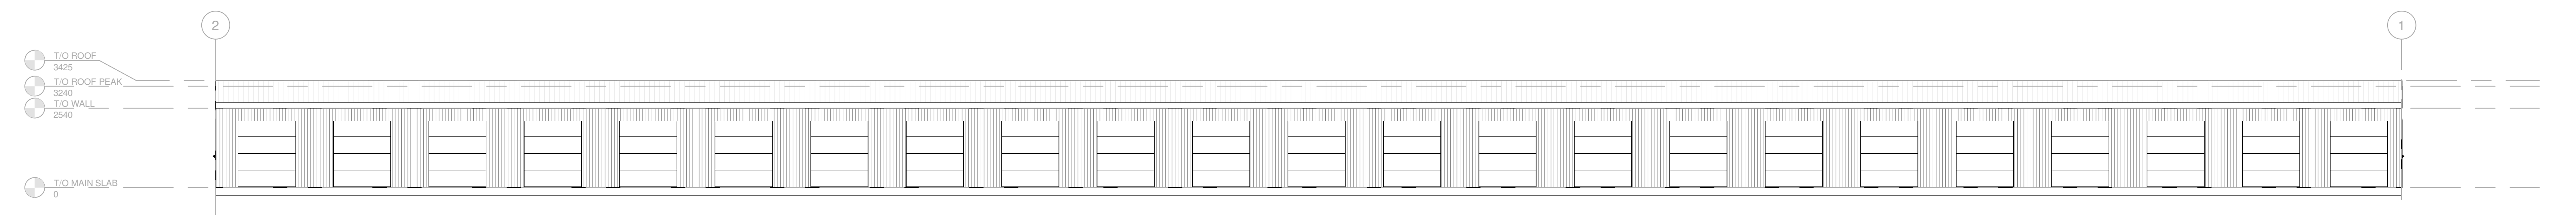 2
1
T/O ROOF
3425
T/O ROOF PEAK
3240
T/O WALL
2540
T/O MAIN SLAB
0